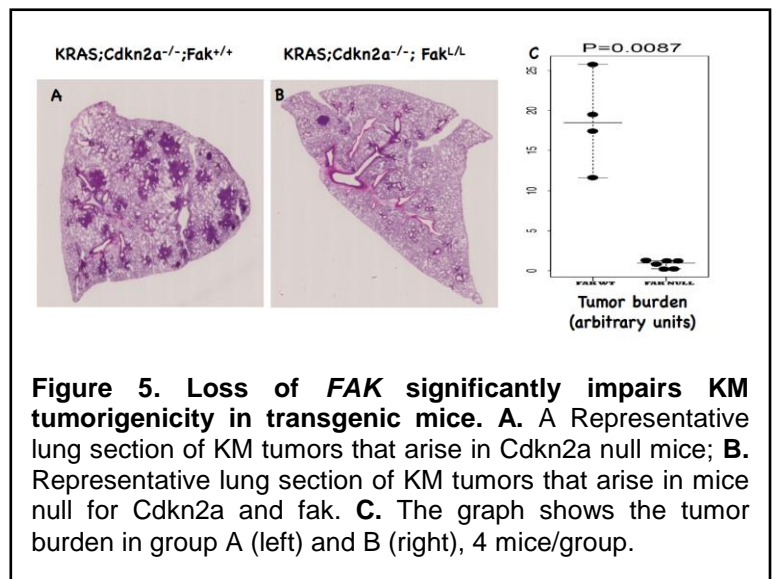 KRAS;Cdkn2a-/-;Fak+/+
KRAS;Cdkn2a-/-; FakL/L
A
B
C
P=0.0087
25
20
15
10
5
0
FAK WT
FAK NULL
Tumor burden
(arbitrary units)
Figure 5. Loss of FAK significantly impairs KM
tumorigenicity in transgenic mice. A. A Representative
lung section of KM tumors that arise in Cdkn2a null mice; B.
Representative lung section of KM tumors that arise in mice
null for Cdkn2a and fak. C. The graph shows the tumor
burden in group A (left) and B (right), 4 mice/group.